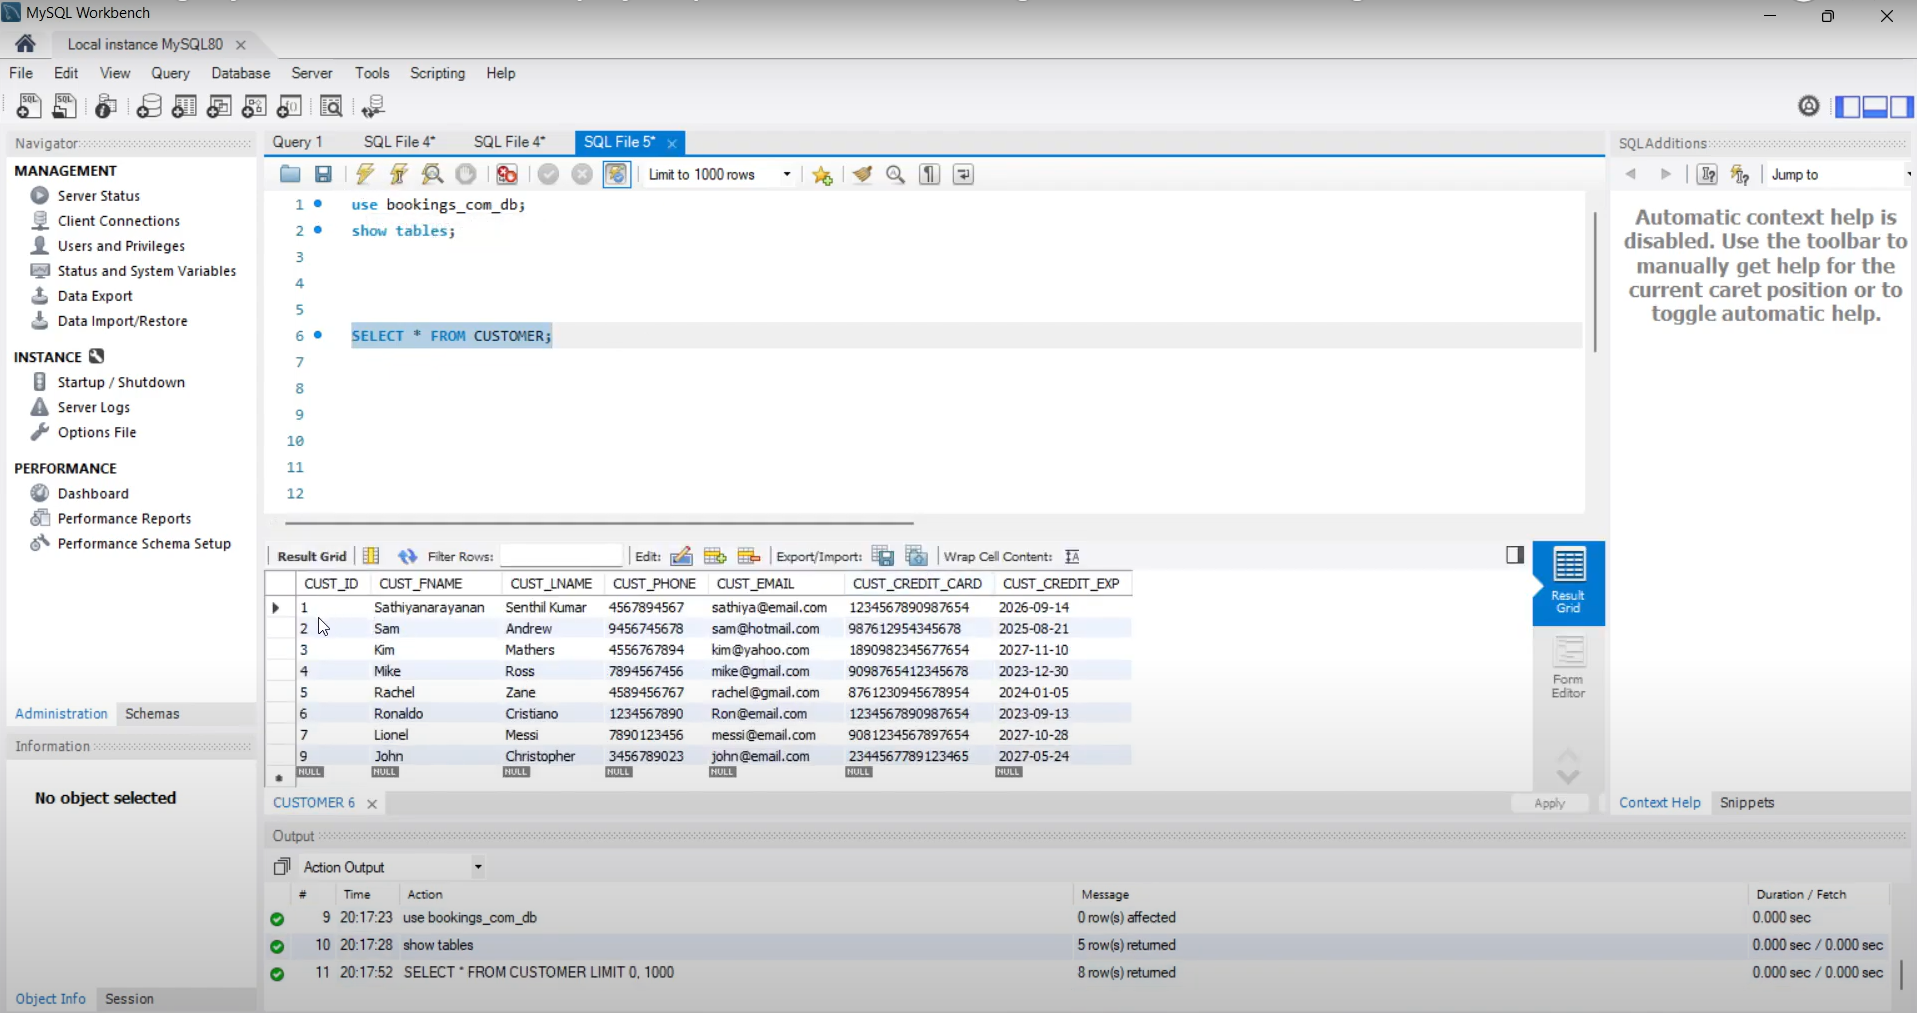 MySQL Workbench
Local instance MySQL80
File Edit View Query Database Server Tools Scripting Help
Navigator
MANAGEMENT
Server Status
Client Connections
Users and Privileges
Status and System Variables
Data Export
Data Import/Restore
INSTANCE
Startup / Shutdown
Server Logs
Options File
PERFORMANCE
Dashboard
Performance Reports
Performance Schema Setup
Administration Schemas
Information
No object selected
Object Info Session
Query 1 SQL File 4* SQL File 4* SQL File 5*
Limit to 1000 rows
1 use bookings_com_db;
2 show tables;
3
4
5
6 SELECT * FROM CUSTOMER;
7
8
9
10
11
12
Result Grid Filter Rows: Edit: Export/Import: Wrap Cell Content:
CUST_ID CUST_FNAME CUST_LNAME CUST_PHONE CUST_EMAIL CUST_CREDIT_CARD CUST_CREDIT_EXP
1 Sathiyanarayanan Senthil Kumar 4567894567 sathiya@email.com 1234567890987654 2026-09-14
2 Sam Andrew 9456745678 sam@hotmail.com 987612954345678 2025-08-21
3 Kim Mathers 4556767894 kim@yahoo.com 1890982345677654 2027-11-10
4 Mike Ross 7894567456 mike@gmail.com 9098765412345678 2023-12-30
5 Rachel Zane 4589456767 rachel@gmail.com 8761230945678954 2024-01-05
6 Ronaldo Cristiano 1234567890 Ron@email.com 1234567890987654 2023-09-13
7 Lionel Messi 7890123456 messi@email.com 9081234567897654 2027-10-28
9 John Christopher 3456789023 john@email.com 2344567789123465 2027-05-24
NULL NULL NULL NULL NULL NULL NULL
Result Grid
Form Editor
CUSTOMER 6
Apply
SQLAdditions
Jump to
Automatic context help is
disabled. Use the toolbar to
manually get help for the
current caret position or to
toggle automatic help.
Context Help Snippets
Output
Action Output
# Time Action Message Duration / Fetch
9 20:17:23 use bookings_com_db 0 row(s) affected 0.000 sec
10 20:17:28 show tables 5 row(s) returned 0.000 sec / 0.000 sec
11 20:17:52 SELECT * FROM CUSTOMER LIMIT 0, 1000 8 row(s) returned 0.000 sec / 0.000 sec